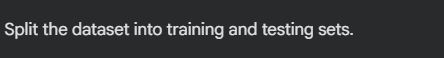 Split the dataset into training and testing sets.